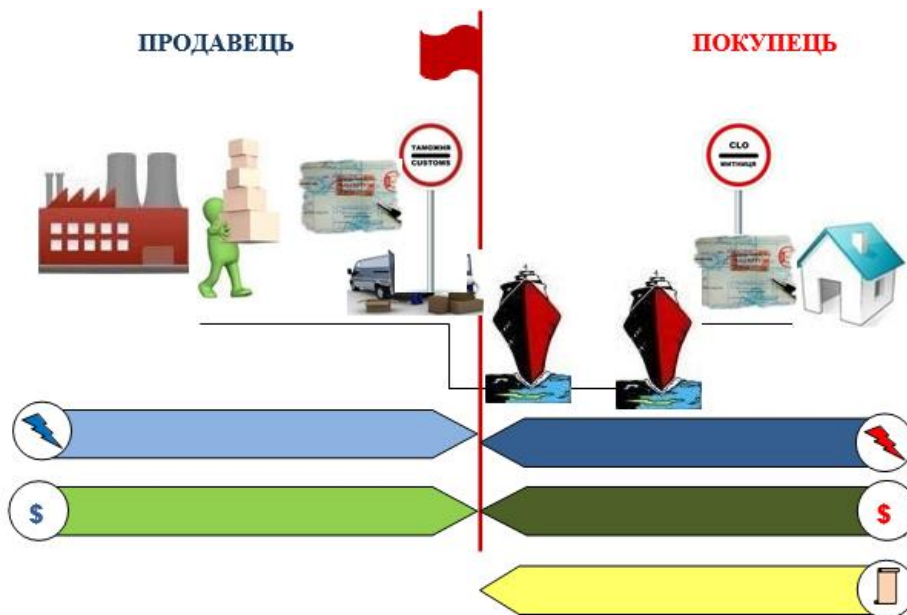 ПРОДАВЕЦЬ
ПОКУПЕЦЬ
ТАМОЖНЯ
CUSTOMS
CLO
МИТНИЦЯ
$
$